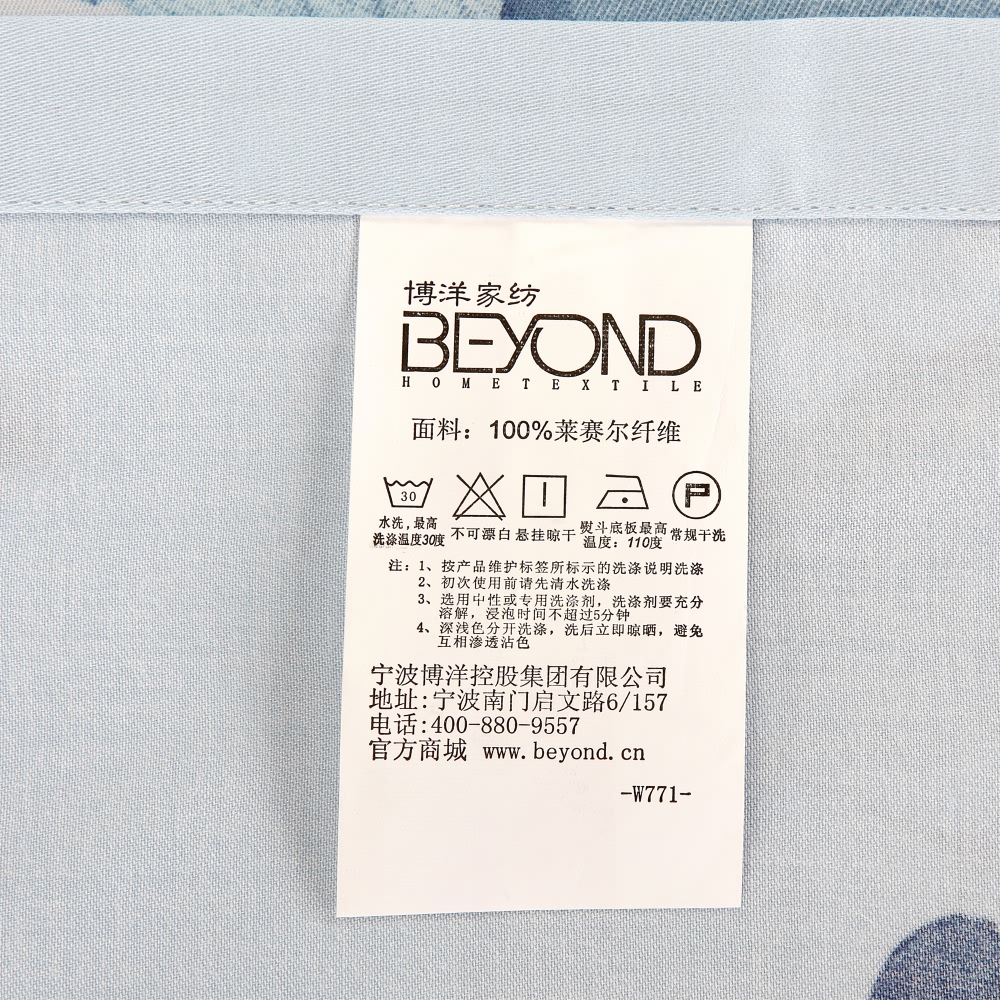 博洋家纺
BEYOND
HOMETEXTILE
面料：100%莱赛尔纤维
30
P
水洗，最高
洗涤温度30度
不可漂白
悬挂晾干
熨斗底板最高
温度：110度
常规干洗
注：1、按产品维护标签所标示的洗涤说明洗涤
2、初次使用前请先清水洗涤
3、选用中性或专用洗涤剂，洗涤剂要充分
溶解，浸泡时间不超过5分钟
4、深浅色分开洗涤，洗后立即晾晒，避免
互相渗透沾色
宁波博洋控股集团有限公司
地址:宁波南门启文路6/157
电话:400-880-9557
官方商城 www.beyond.cn
-W771-